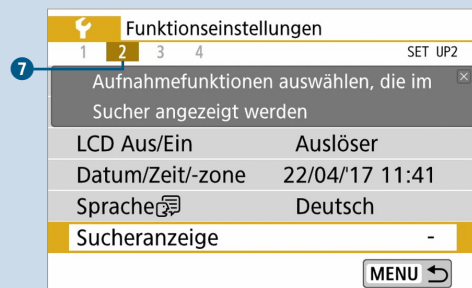 Funktionseinstellungen
1 2 3 4 SET UP2
7
Aufnahmefunktionen auswählen, die im
Sucher angezeigt werden
LCD Aus/Ein Auslöser
Datum/Zeit/-zone 22/04/'17 11:41
Sprache Deutsch
Sucheranzeige -
MENU